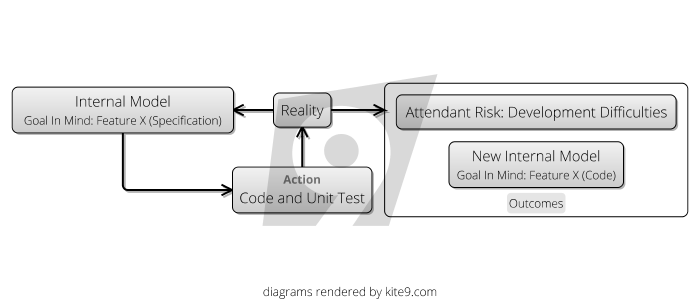 Internal Model
Goal In Mind: Feature X (Specification)
Reality
Attendant Risk: Development Difficulties
New Internal Model
Goal In Mind: Feature X (Code)
Action
Code and Unit Test
Outcomes
diagrams rendered by kite9.com